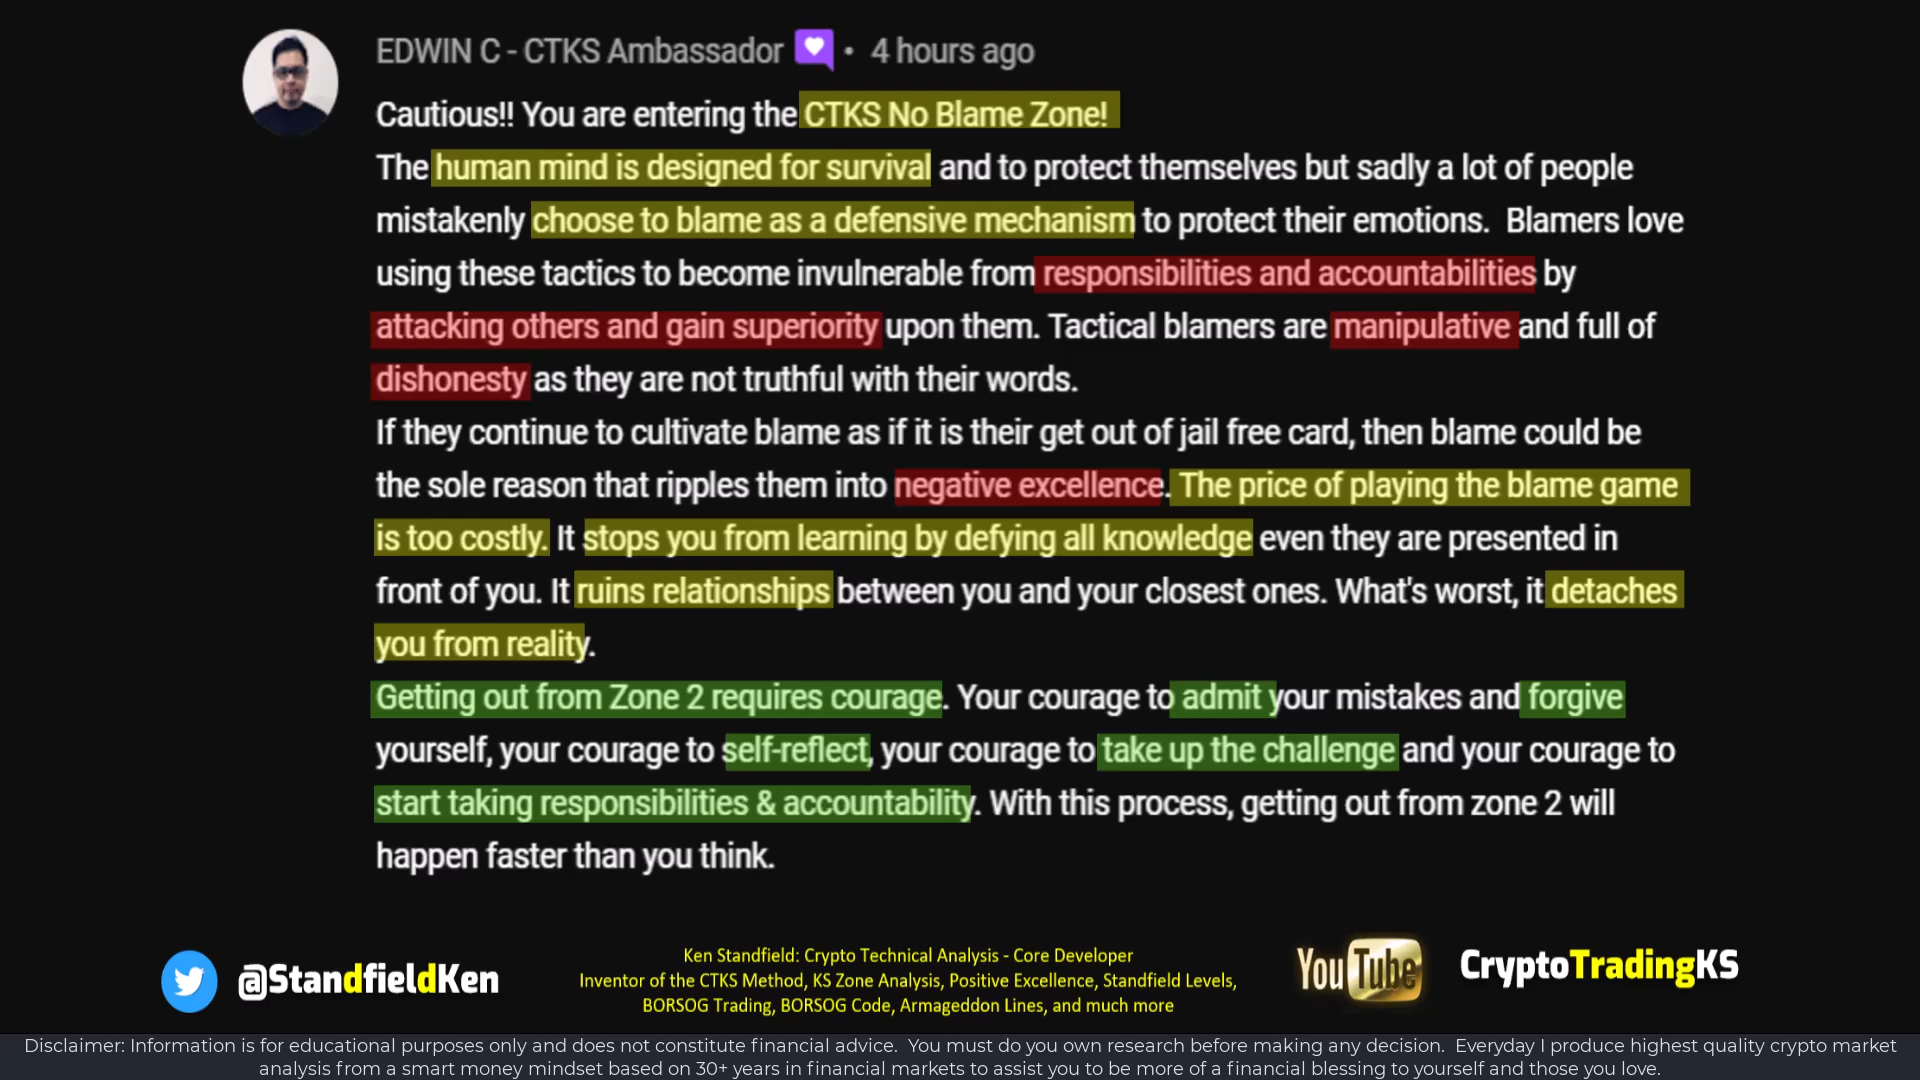 EDWIN C - CTKS Ambassador • 4 hours ago
Cautious!! You are entering the CTKS No Blame Zone!
The human mind is designed for survival and to protect themselves but sadly a lot of people
mistakenly choose to blame as a defensive mechanism to protect their emotions.  Blamers love
using these tactics to become invulnerable from responsibilities and accountabilities by
attacking others and gain superiority upon them. Tactical blamers are manipulative and full of
dishonesty as they are not truthful with their words.
If they continue to cultivate blame as if it is their get out of jail free card, then blame could be
the sole reason that ripples them into negative excellence. The price of playing the blame game
is too costly. It stops you from learning by defying all knowledge even they are presented in
front of you. It ruins relationships between you and your closest ones. What's worst, it detaches
you from reality.
Getting out from Zone 2 requires courage. Your courage to admit your mistakes and forgive
yourself, your courage to self-reflect, your courage to take up the challenge and your courage to
start taking responsibilities & accountability. With this process, getting out from zone 2 will
happen faster than you think.
@StandfieldKen
Ken Standfield: Crypto Technical Analysis - Core Developer
Inventor of the CTKS Method, KS Zone Analysis, Positive Excellence, Standfield Levels,
BORSOG Trading, BORSOG Code, Armageddon Lines, and much more
YouTube
CryptoTradingKS
Disclaimer: Information is for educational purposes only and does not constitute financial advice.  You must do you own research before making any decision.  Everyday I produce highest quality crypto market
analysis from a smart money mindset based on 30+ years in financial markets to assist you to be more of a financial blessing to yourself and those you love.